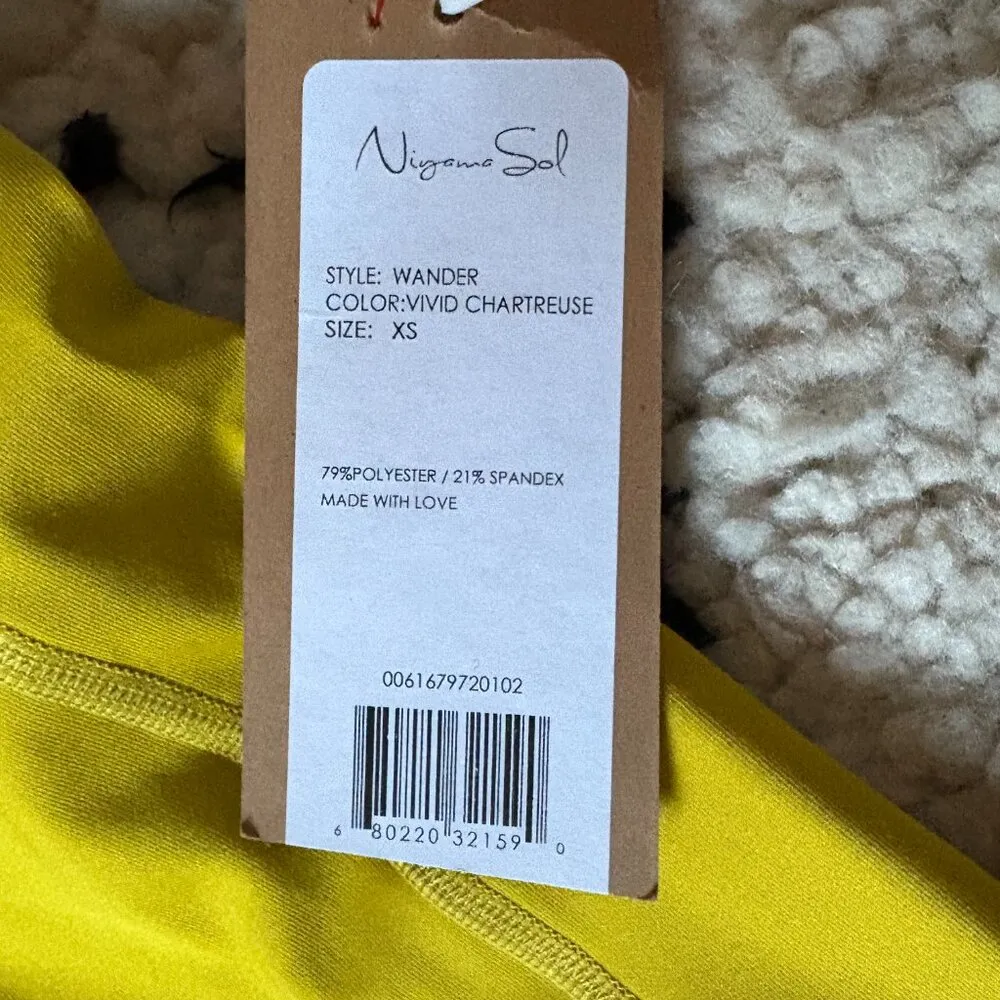 Niyama Sol
STYLE: WANDER
COLOR:VIVID CHARTREUSE
SIZE: XS
79%POLYESTER / 21% SPANDEX
MADE WITH LOVE
0061679720102
6 80220 32159 0